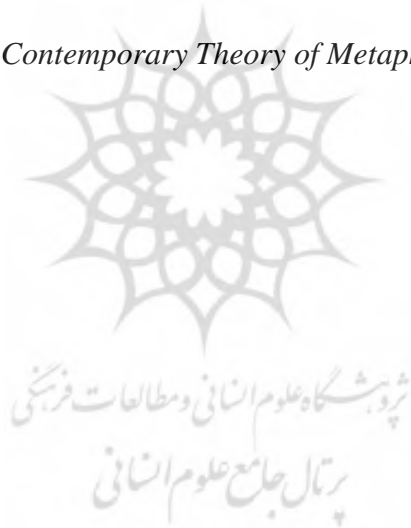 Contemporary Theory of Metaph
پژوهشگاه علوم انسانی و مطالعات فرهنگی
پرتال جامع علوم انسانی